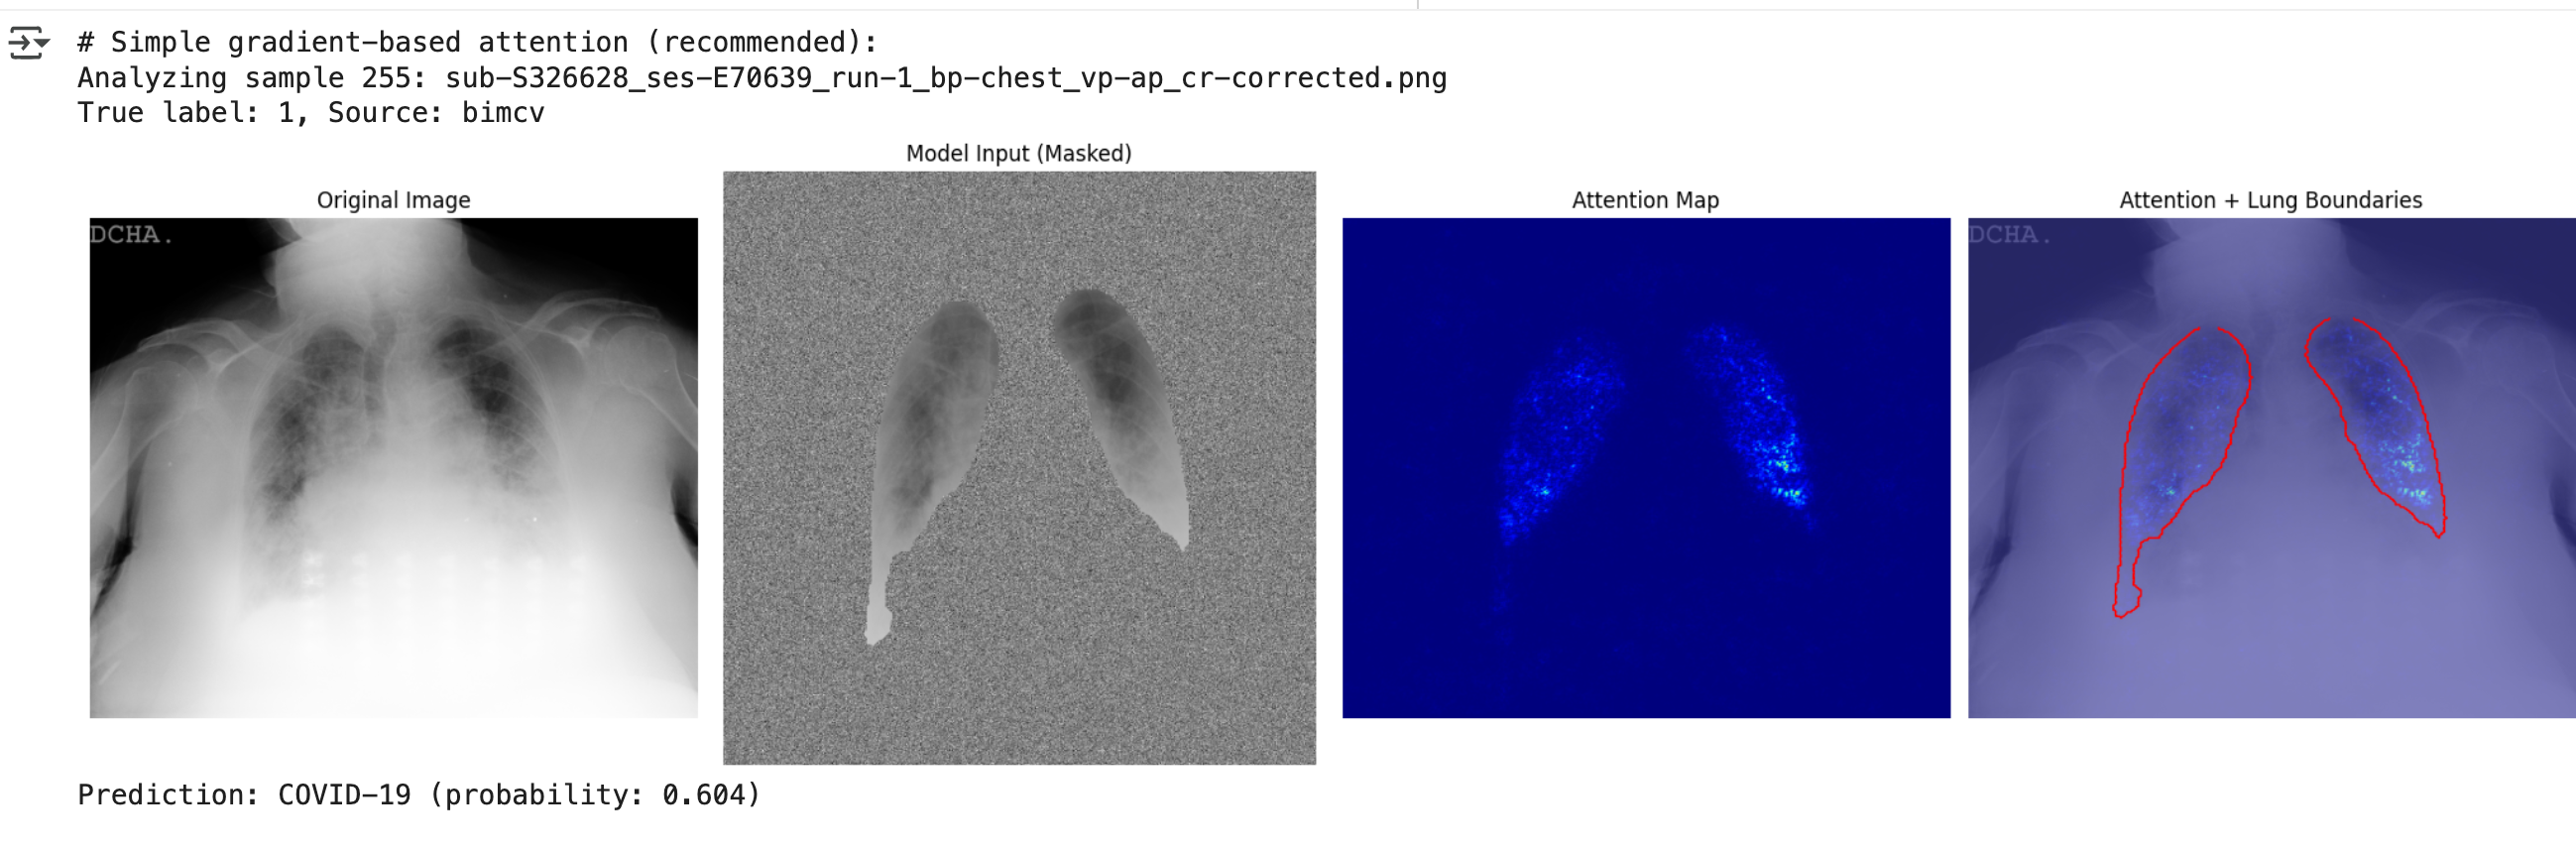 # Simple gradient-based attention (recommended):
Analyzing sample 255: sub-S326628_ses-E70639_run-1_bp-chest_vp-ap_cr-corrected.png
True label: 1, Source: bimcv
Model Input (Masked)
Original Image
Attention Map
Attention + Lung Boundaries
DCHA.
DCHA.
Prediction: COVID-19 (probability: 0.604)